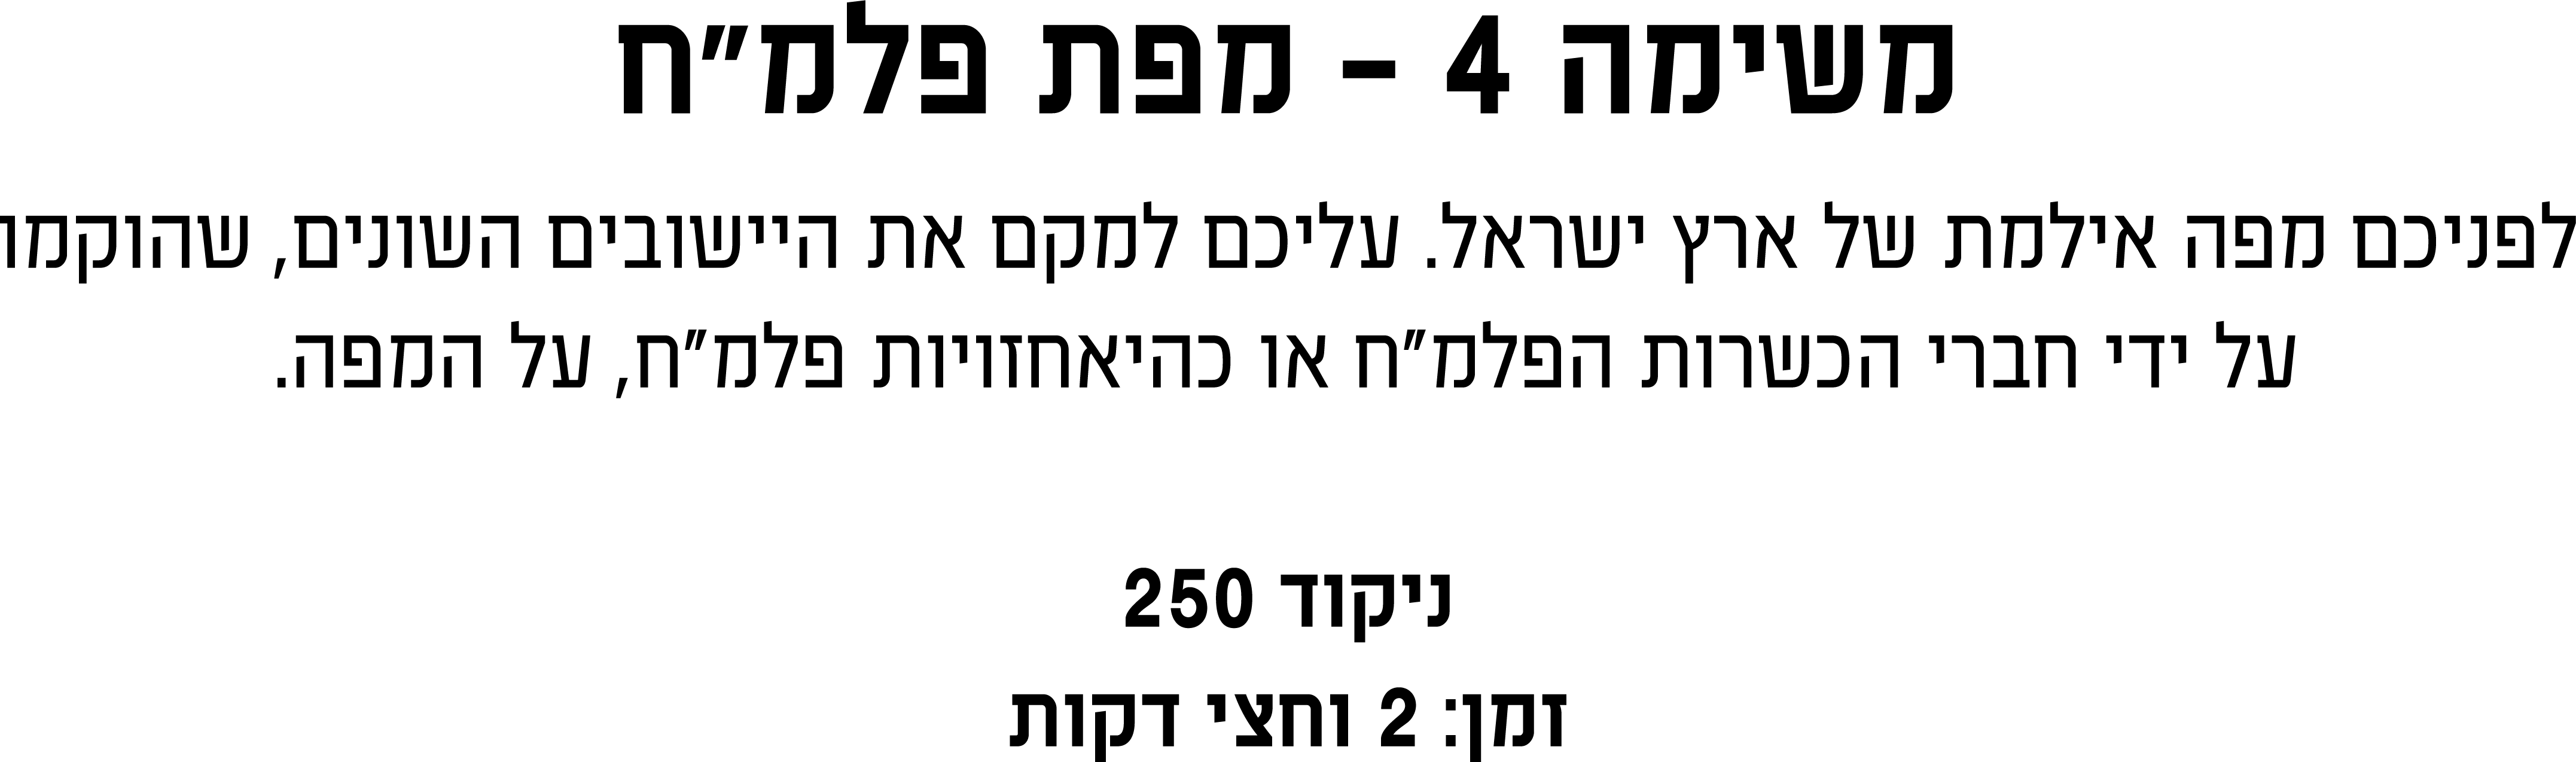 משימה 4 – מפת פלמ״ח
לפניכם מפה אילמת של ארץ ישראל. עליכם למקם את היישובים השונים, שהוקמו
על ידי חברי הכשרות הפלמ״ח או כהיאחזויות פלמ״ח, על המפה.
ניקוד 250
זמן: 2 וחצי דקות